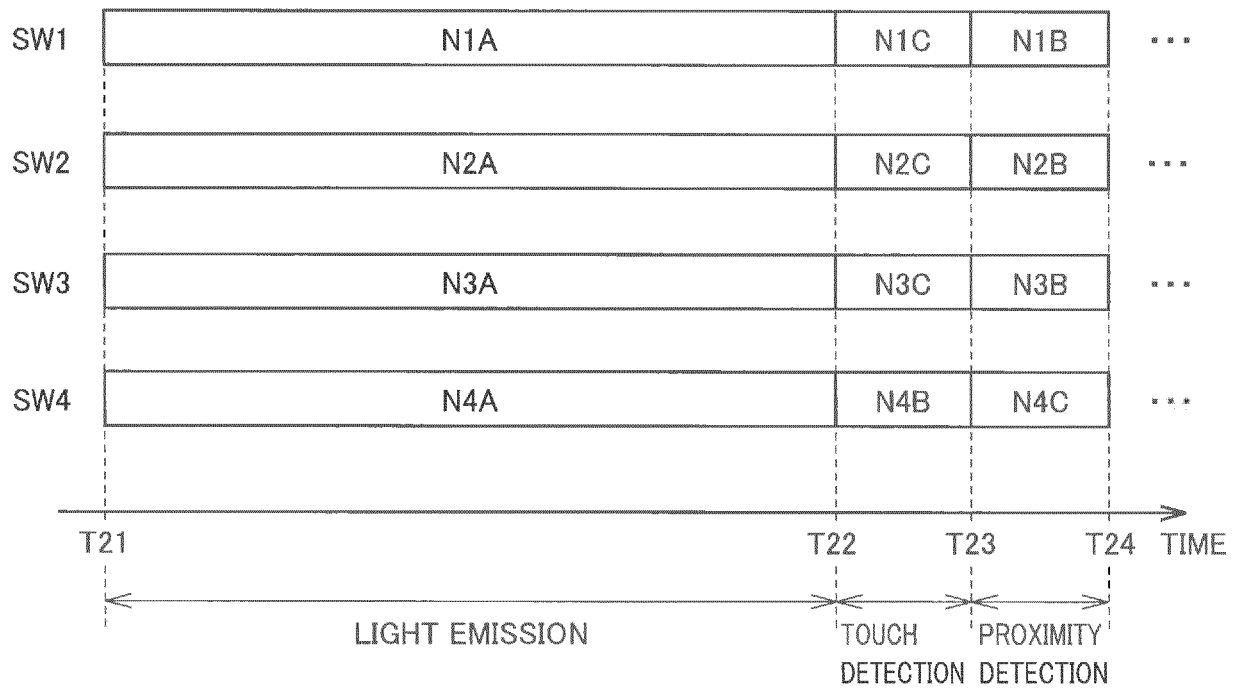 SW1 N1A N1C N1B ...
SW2 N2A N2C N2B ...
SW3 N3A N3C N3B ...
SW4 N4A N4B N4C ...
T21 T22 T23 T24 TIME
LIGHT EMISSION TOUCH PROXIMITY
DETECTION DETECTION